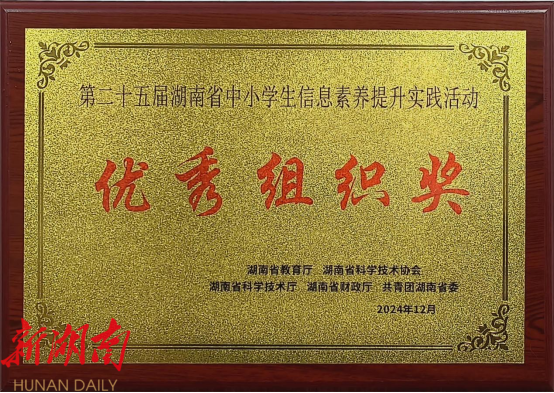 第二十五届湖南省中小学生信息素养提升实践活动
优秀组织奖
湖南省教育厅 湖南省科学技术协会
湖南省科学技术厅 湖南省财政厅 共青团湖南省委
2024年12月
新湖南
HUNAN DAILY